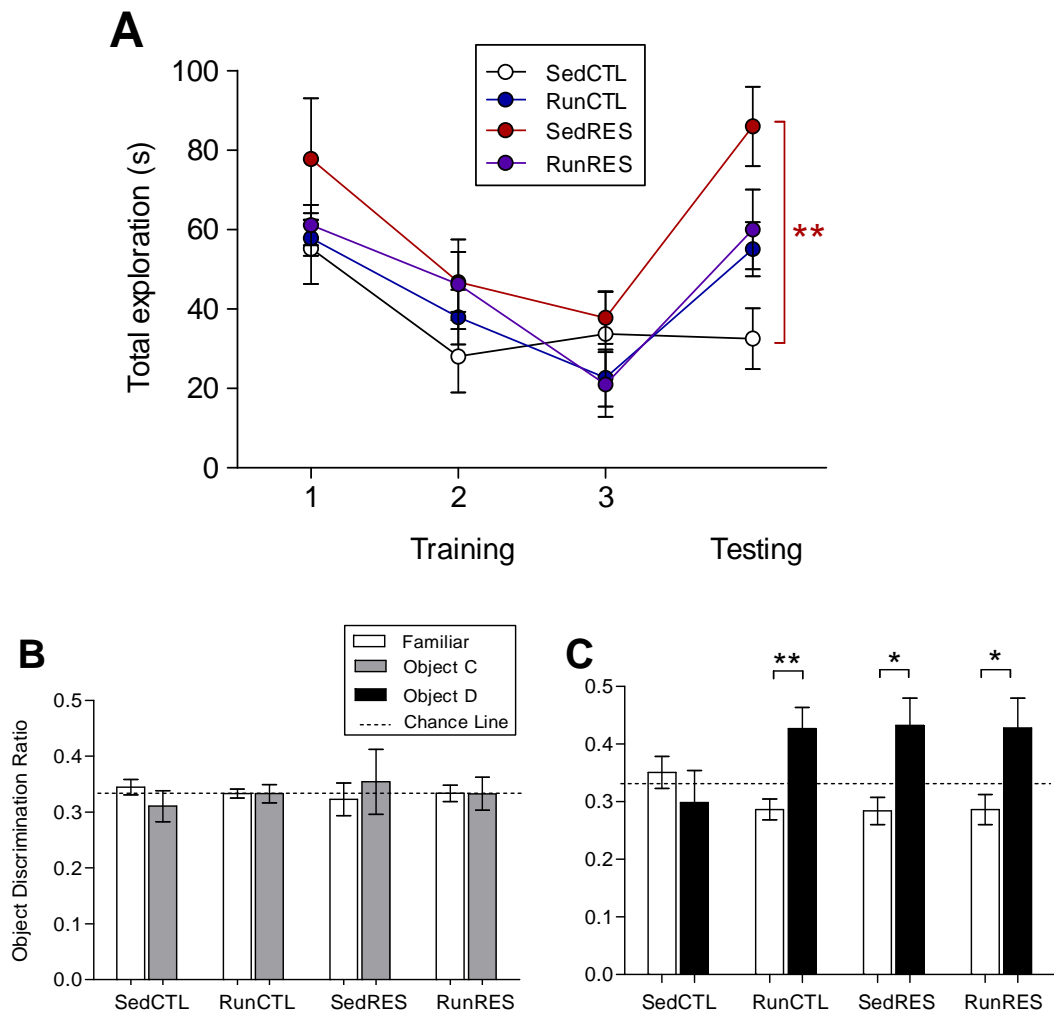 A
Total exploration (s)
100
80
60
40
20
0
SedCTL
RunCTL
SedRES
RunRES
**
1 2 3
Training Testing
B
Familiar
Object C
Object D
Chance Line
Object Discrimination Ratio
0.5
0.4
0.3
0.2
0.1
0.0
SedCTL RunCTL SedRES RunRES
C
** * *
0.5
0.4
0.3
0.2
0.1
0.0
SedCTL RunCTL SedRES RunRES